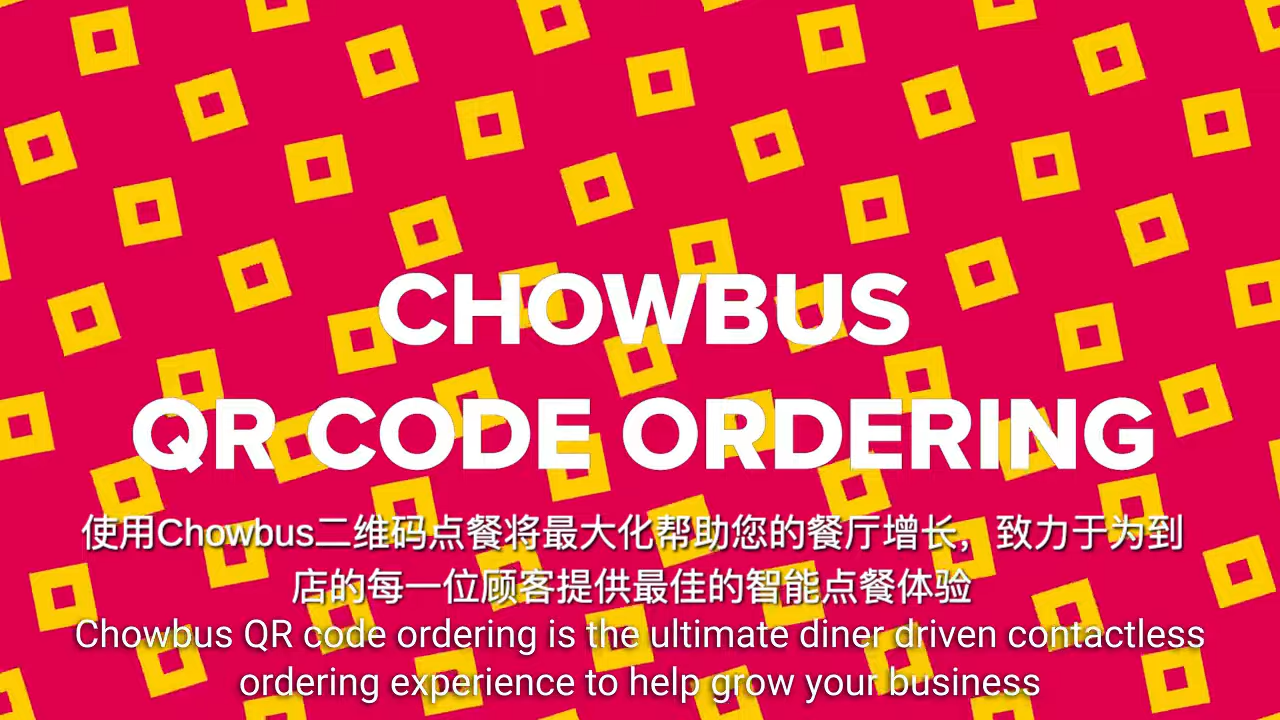 CHOWBUS
QR CODE ORDERING
使用Chowbus二维码点餐将最大化帮助您的餐厅增长，致力于为到
店的每一位顾客提供最佳的智能点餐体验
Chowbus QR code ordering is the ultimate diner driven contactless
ordering experience to help grow your business